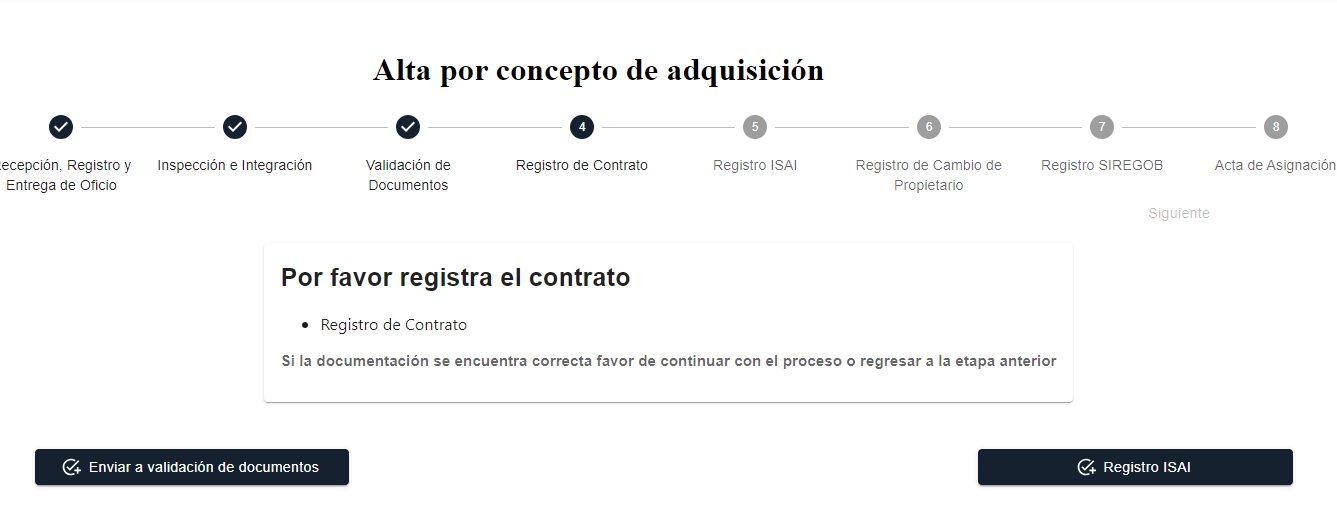 Alta por concepto de adquisición
4
5
6
7
8
ecepción, Registro y
Entrega de Oficio
Inspección e Integración
Validación de
Documentos
Registro de Contrato
Registro ISAI
Registro de Cambio de
Propietario
Registro SIREGOB
Acta de Asignación
Siguiente
Por favor registra el contrato
• Registro de Contrato
Si la documentación se encuentra correcta favor de continuar con el proceso o regresar a la etapa anterior
Enviar a validación de documentos
Registro ISAI